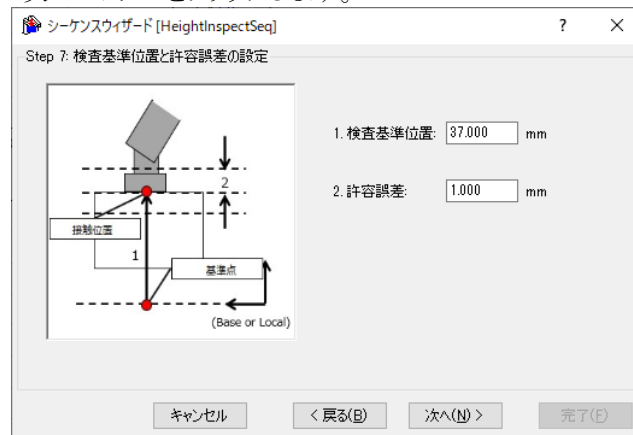 シーケンスウィザード [HeightInspectSeq]
Step 7: 検査基準位置と許容誤差の設定
1. 検査基準位置: 37.000 mm
2. 許容誤差: 1.000 mm
2
接触位置
1
基準点
(Base or Local)
キャンセル
< 戻る(B)
次へ(N) >
完了(F)